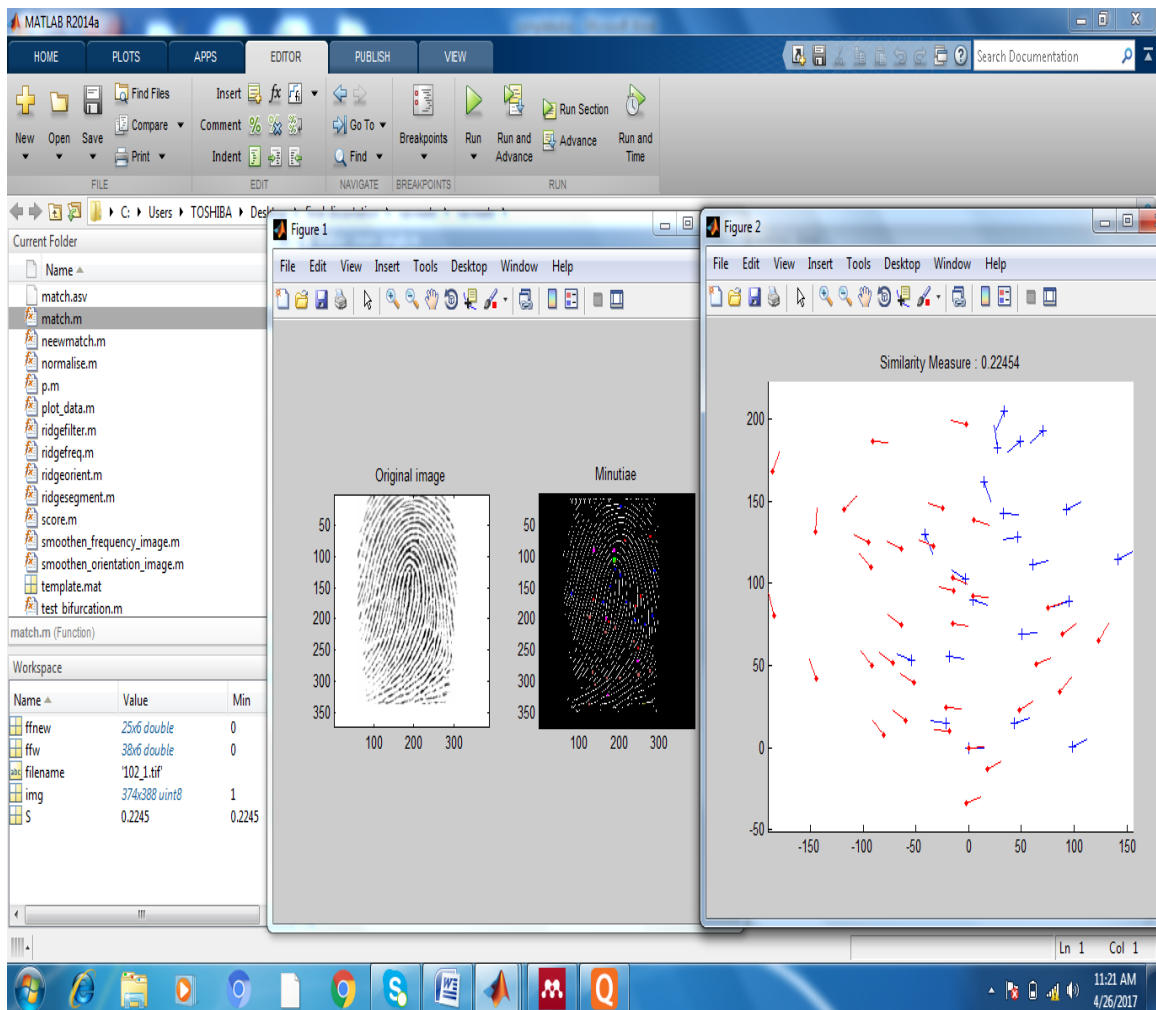 MATLAB R2014a
HOME PLOTS APPS EDITOR PUBLISH VIEW
Search Documentation
New Open Save
Find Files
Compare
Print
Insert fx
Comment
Indent
Go To
Find
Breakpoints
Run
Run and Advance
Run Section
Advance
Run and Time
FILE EDIT NAVIGATE BREAKPOINTS RUN
C: Users TOSHIBA
Current Folder
Name
match.asv
match.m
neewmatch.m
normalise.m
p.m
plot_data.m
ridgefilter.m
ridgefreq.m
ridgeorient.m
ridgesegment.m
score.m
smoothen_frequency_image.m
smoothen_orientation_image.m
template.mat
test bifurcation.m
match.m (Function)
Workspace
Name Value Min
ffnew 25x6 double 0
ffw 38x6 double 0
abc filename '102_1.tif'
img 374x388 uint8 1
S 0.2245 0.2245
Figure 1
File Edit View Insert Tools Desktop Window Help
Original image
50
100
150
200
250
300
350
100 200 300
Minutiae
50
100
150
200
250
300
350
100 200 300
Figure 2
File Edit View Insert Tools Desktop Window Help
Similarity Measure : 0.22454
200
150
100
50
0
-50
-150 -100 -50 0 50 100 150
Ln 1 Col 1
11:21 AM
4/26/2017